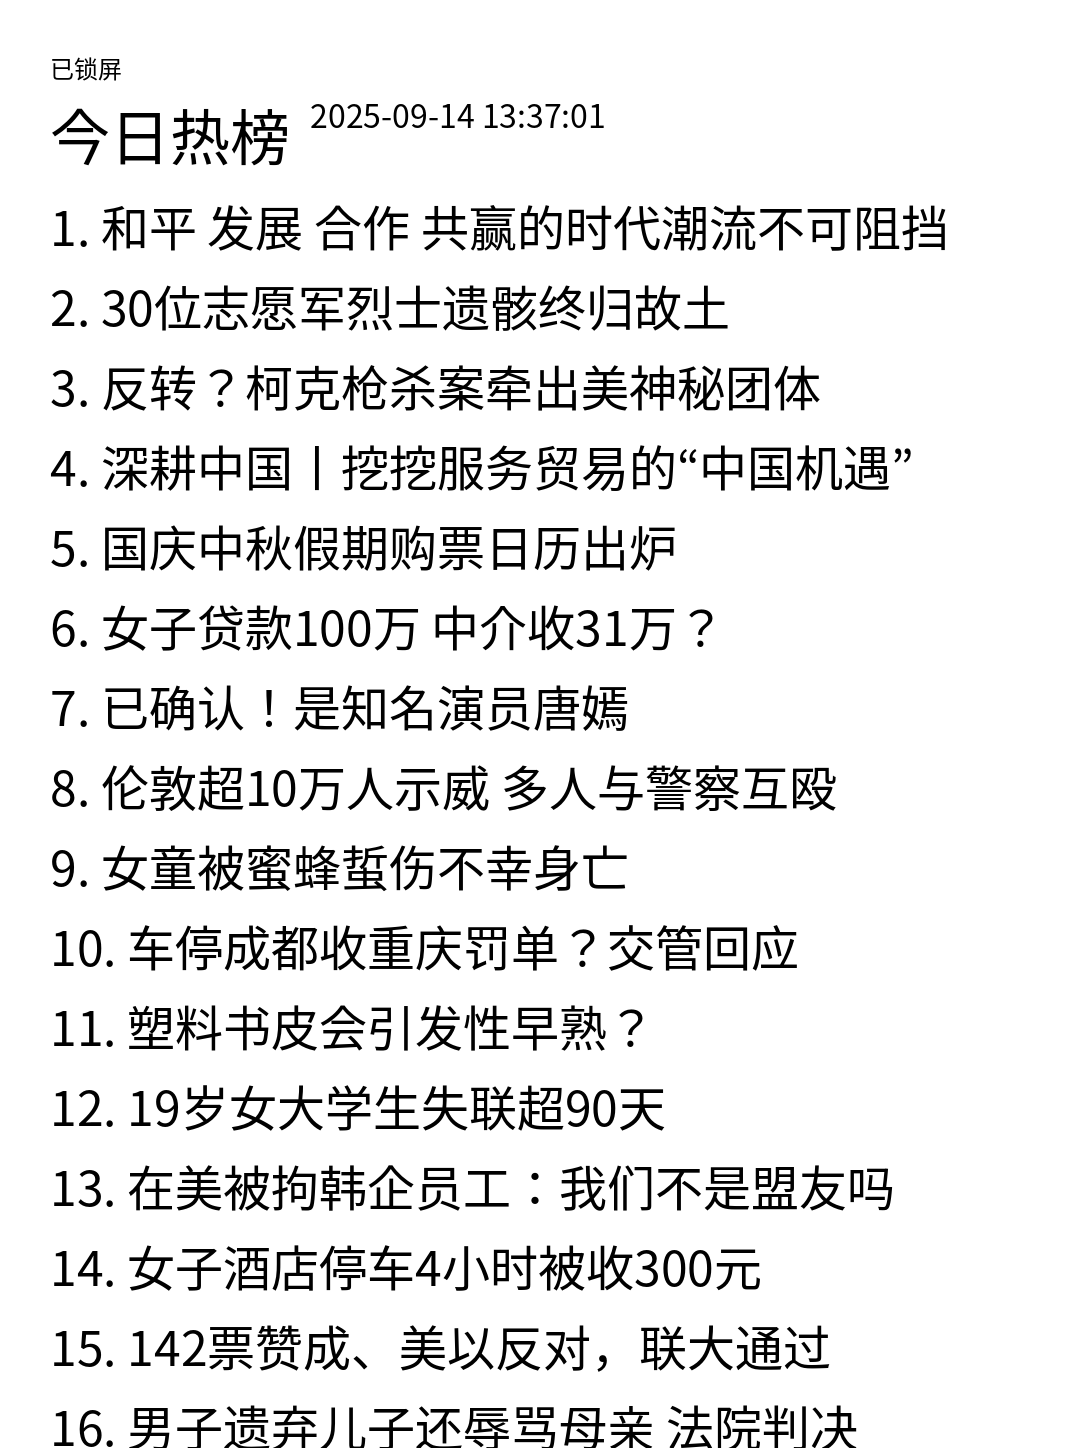 已锁屏
今日热榜 2025-09-14 13:37:01
1. 和平 发展 合作 共赢的时代潮流不可阻挡
2. 30位志愿军烈士遗骸终归故土
3. 反转？柯克枪杀案牵出美神秘团体
4. 深耕中国丨挖挖服务贸易的“中国机遇”
5. 国庆中秋假期购票日历出炉
6. 女子贷款100万 中介收31万？
7. 已确认！是知名演员唐嫣
8. 伦敦超10万人示威 多人与警察互殴
9. 女童被蜜蜂蜇伤不幸身亡
10. 车停成都收重庆罚单？交管回应
11. 塑料书皮会引发性早熟？
12. 19岁女大学生失联超90天
13. 在美被拘韩企员工：我们不是盟友吗
14. 女子酒店停车4小时被收300元
15. 142票赞成、美以反对，联大通过
16. 男子遗弃儿子还辱骂母亲 法院判决